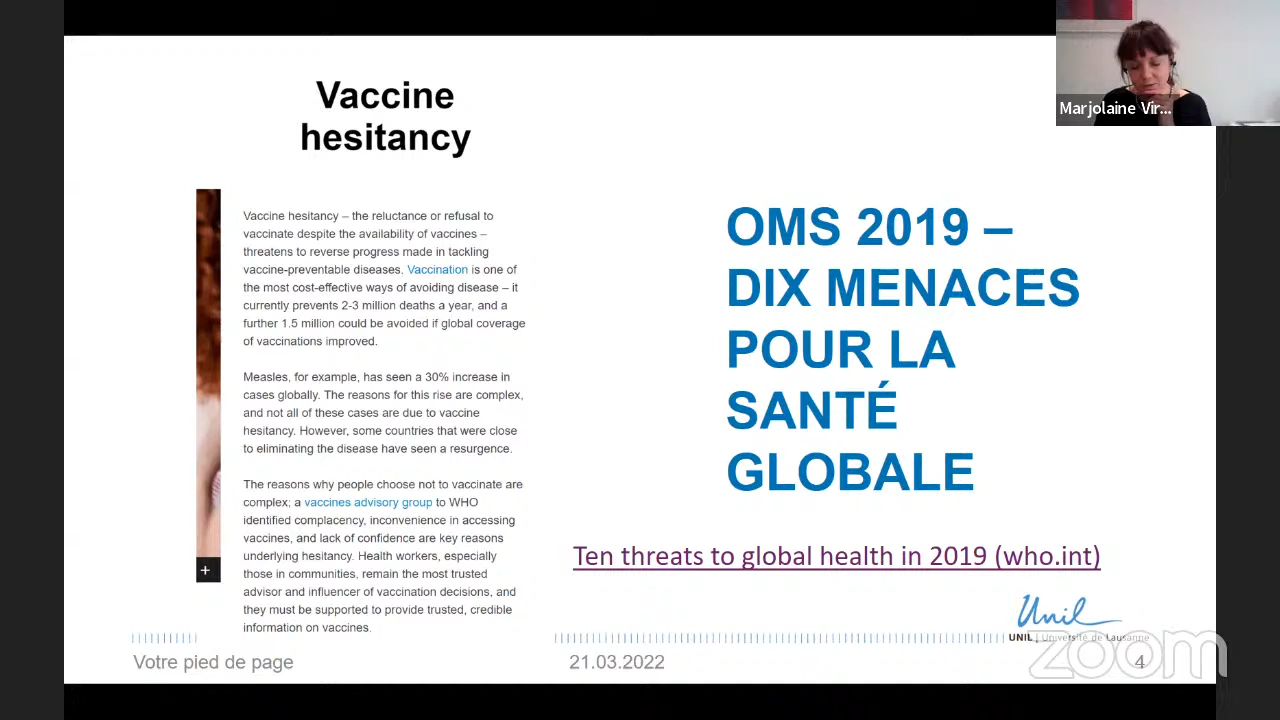 Vaccine
hesitancy
Marjolaine Vir...
Vaccine hesitancy – the reluctance or refusal to
vaccinate despite the availability of vaccines –
threatens to reverse progress made in tackling
vaccine-preventable diseases. Vaccination is one of
the most cost-effective ways of avoiding disease – it
currently prevents 2-3 million deaths a year, and a
further 1.5 million could be avoided if global coverage
of vaccinations improved.
Measles, for example, has seen a 30% increase in
cases globally. The reasons for this rise are complex,
and not all of these cases are due to vaccine
hesitancy. However, some countries that were close
to eliminating the disease have seen a resurgence.
The reasons why people choose not to vaccinate are
complex; a vaccines advisory group to WHO
identified complacency, inconvenience in accessing
vaccines, and lack of confidence are key reasons
underlying hesitancy. Health workers, especially
those in communities, remain the most trusted
advisor and influencer of vaccination decisions, and
they must be supported to provide trusted, credible
information on vaccines.
+
OMS 2019 –
DIX MENACES
POUR LA
SANTÉ
GLOBALE
Ten threats to global health in 2019 (who.int)
Unil
UNIL | Université de Lausanne
Votre pied de page
21.03.2022
4
zoom